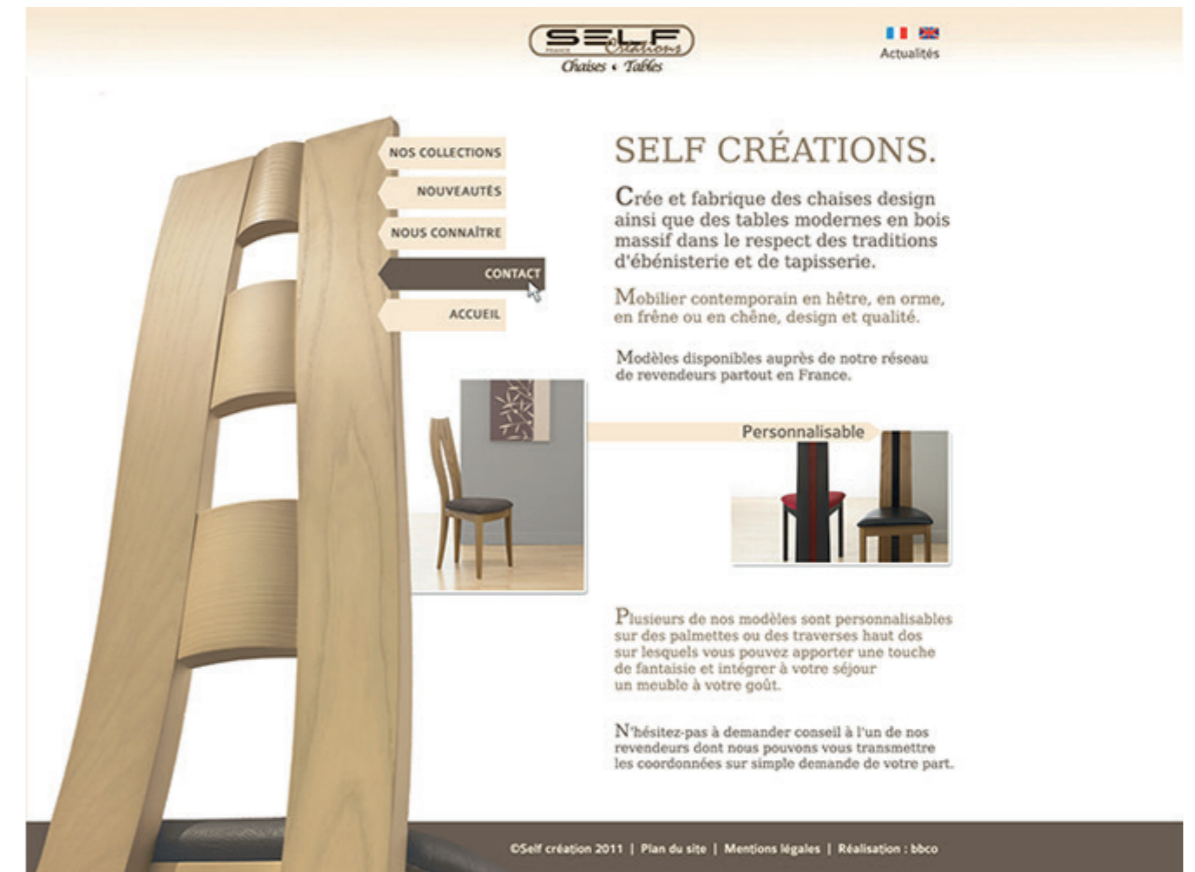 SELF
FRANCE
Créations
Chaises & Tables
Actualités
NOS COLLECTIONS
NOUVEAUTÉS
NOUS CONNAÎTRE
CONTACT
ACCUEIL
SELF CRÉATIONS.
Crée et fabrique des chaises design
ainsi que des tables modernes en bois
massif dans le respect des traditions
d'ébénisterie et de tapisserie.
Mobilier contemporain en hêtre, en orme,
en frêne ou en chêne, design et qualité.
Modèles disponibles auprès de notre réseau
de revendeurs partout en France.
Personnalisable
Plusieurs de nos modèles sont personnalisables
sur des palmettes ou des traverses haut dos
sur lesquels vous pouvez apporter une touche
de fantaisie et intégrer à votre séjour
un meuble à votre goût.
N'hésitez-pas à demander conseil à l'un de nos
revendeurs dont nous pouvons vous transmettre
les coordonnées sur simple demande de votre part.
©Self création 2011 | Plan du site | Mentions légales | Réalisation : bbco